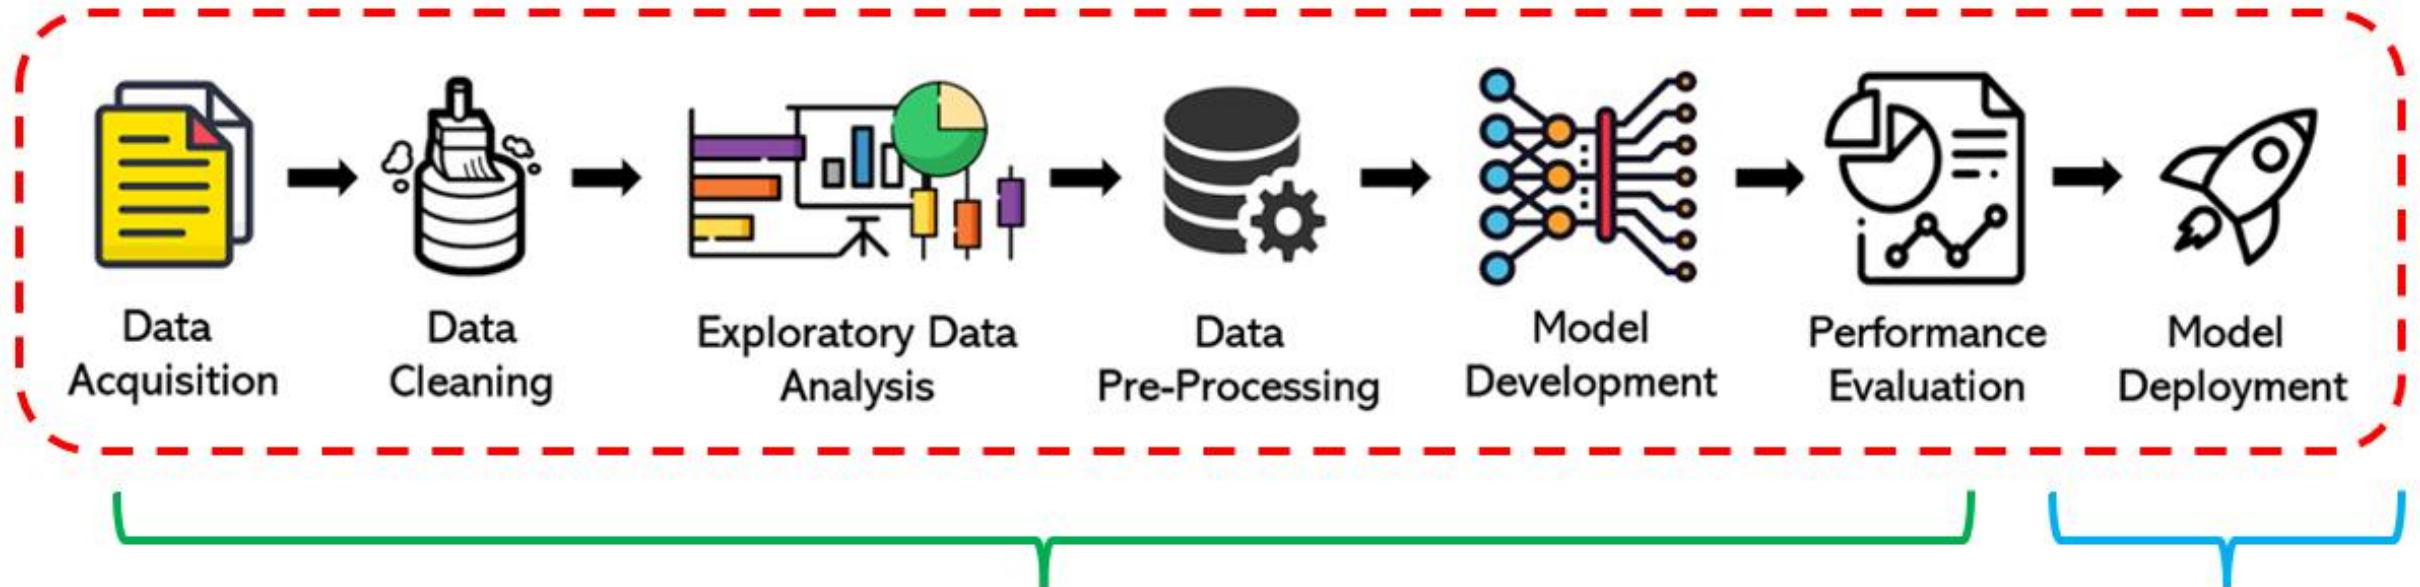 Data
Acquisition
Data
Cleaning
Exploratory Data
Analysis
Data
Pre-Processing
Model
Development
Performance
Evaluation
Model
Deployment